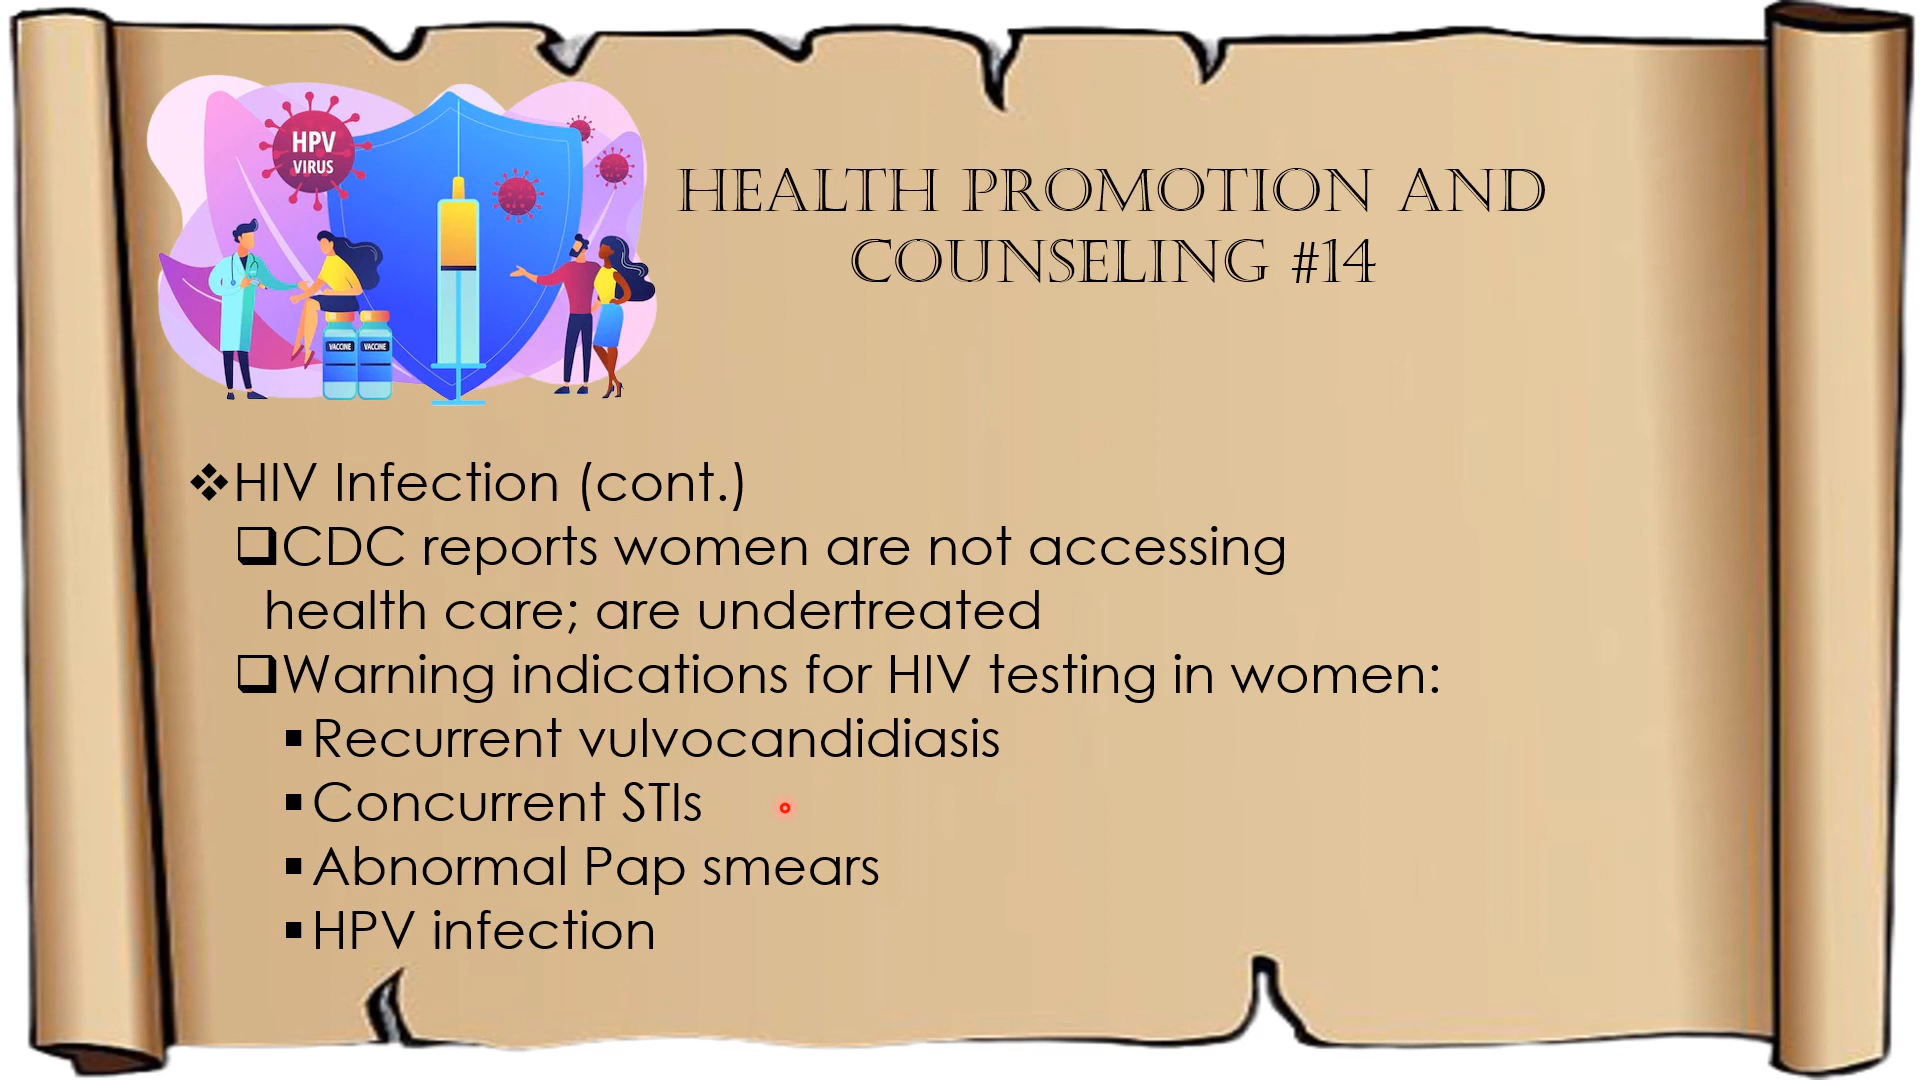 HPV
VIRUS
VACCINE
VACCINE
HEALTH PROMOTION AND
COUNSELING #14
❖HIV Infection (cont.)
❑CDC reports women are not accessing
health care; are undertreated
❑Warning indications for HIV testing in women:
▪Recurrent vulvocandidiasis
▪Concurrent STIs
▪Abnormal Pap smears
▪HPV infection